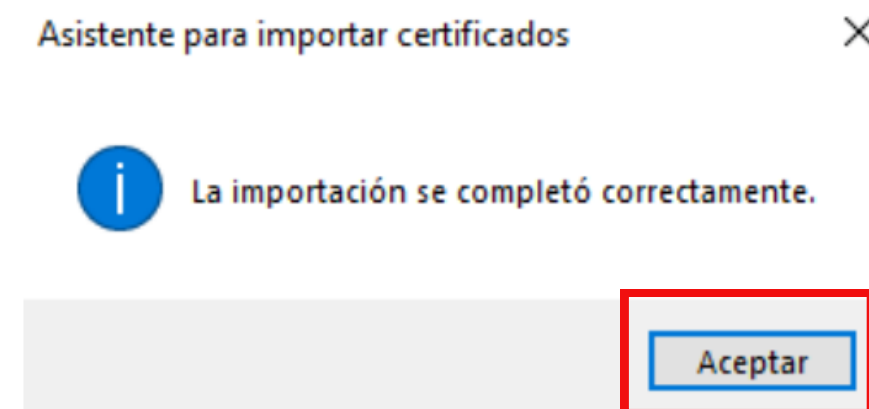 Asistente para importar certificados
La importación se completó correctamente.
Aceptar